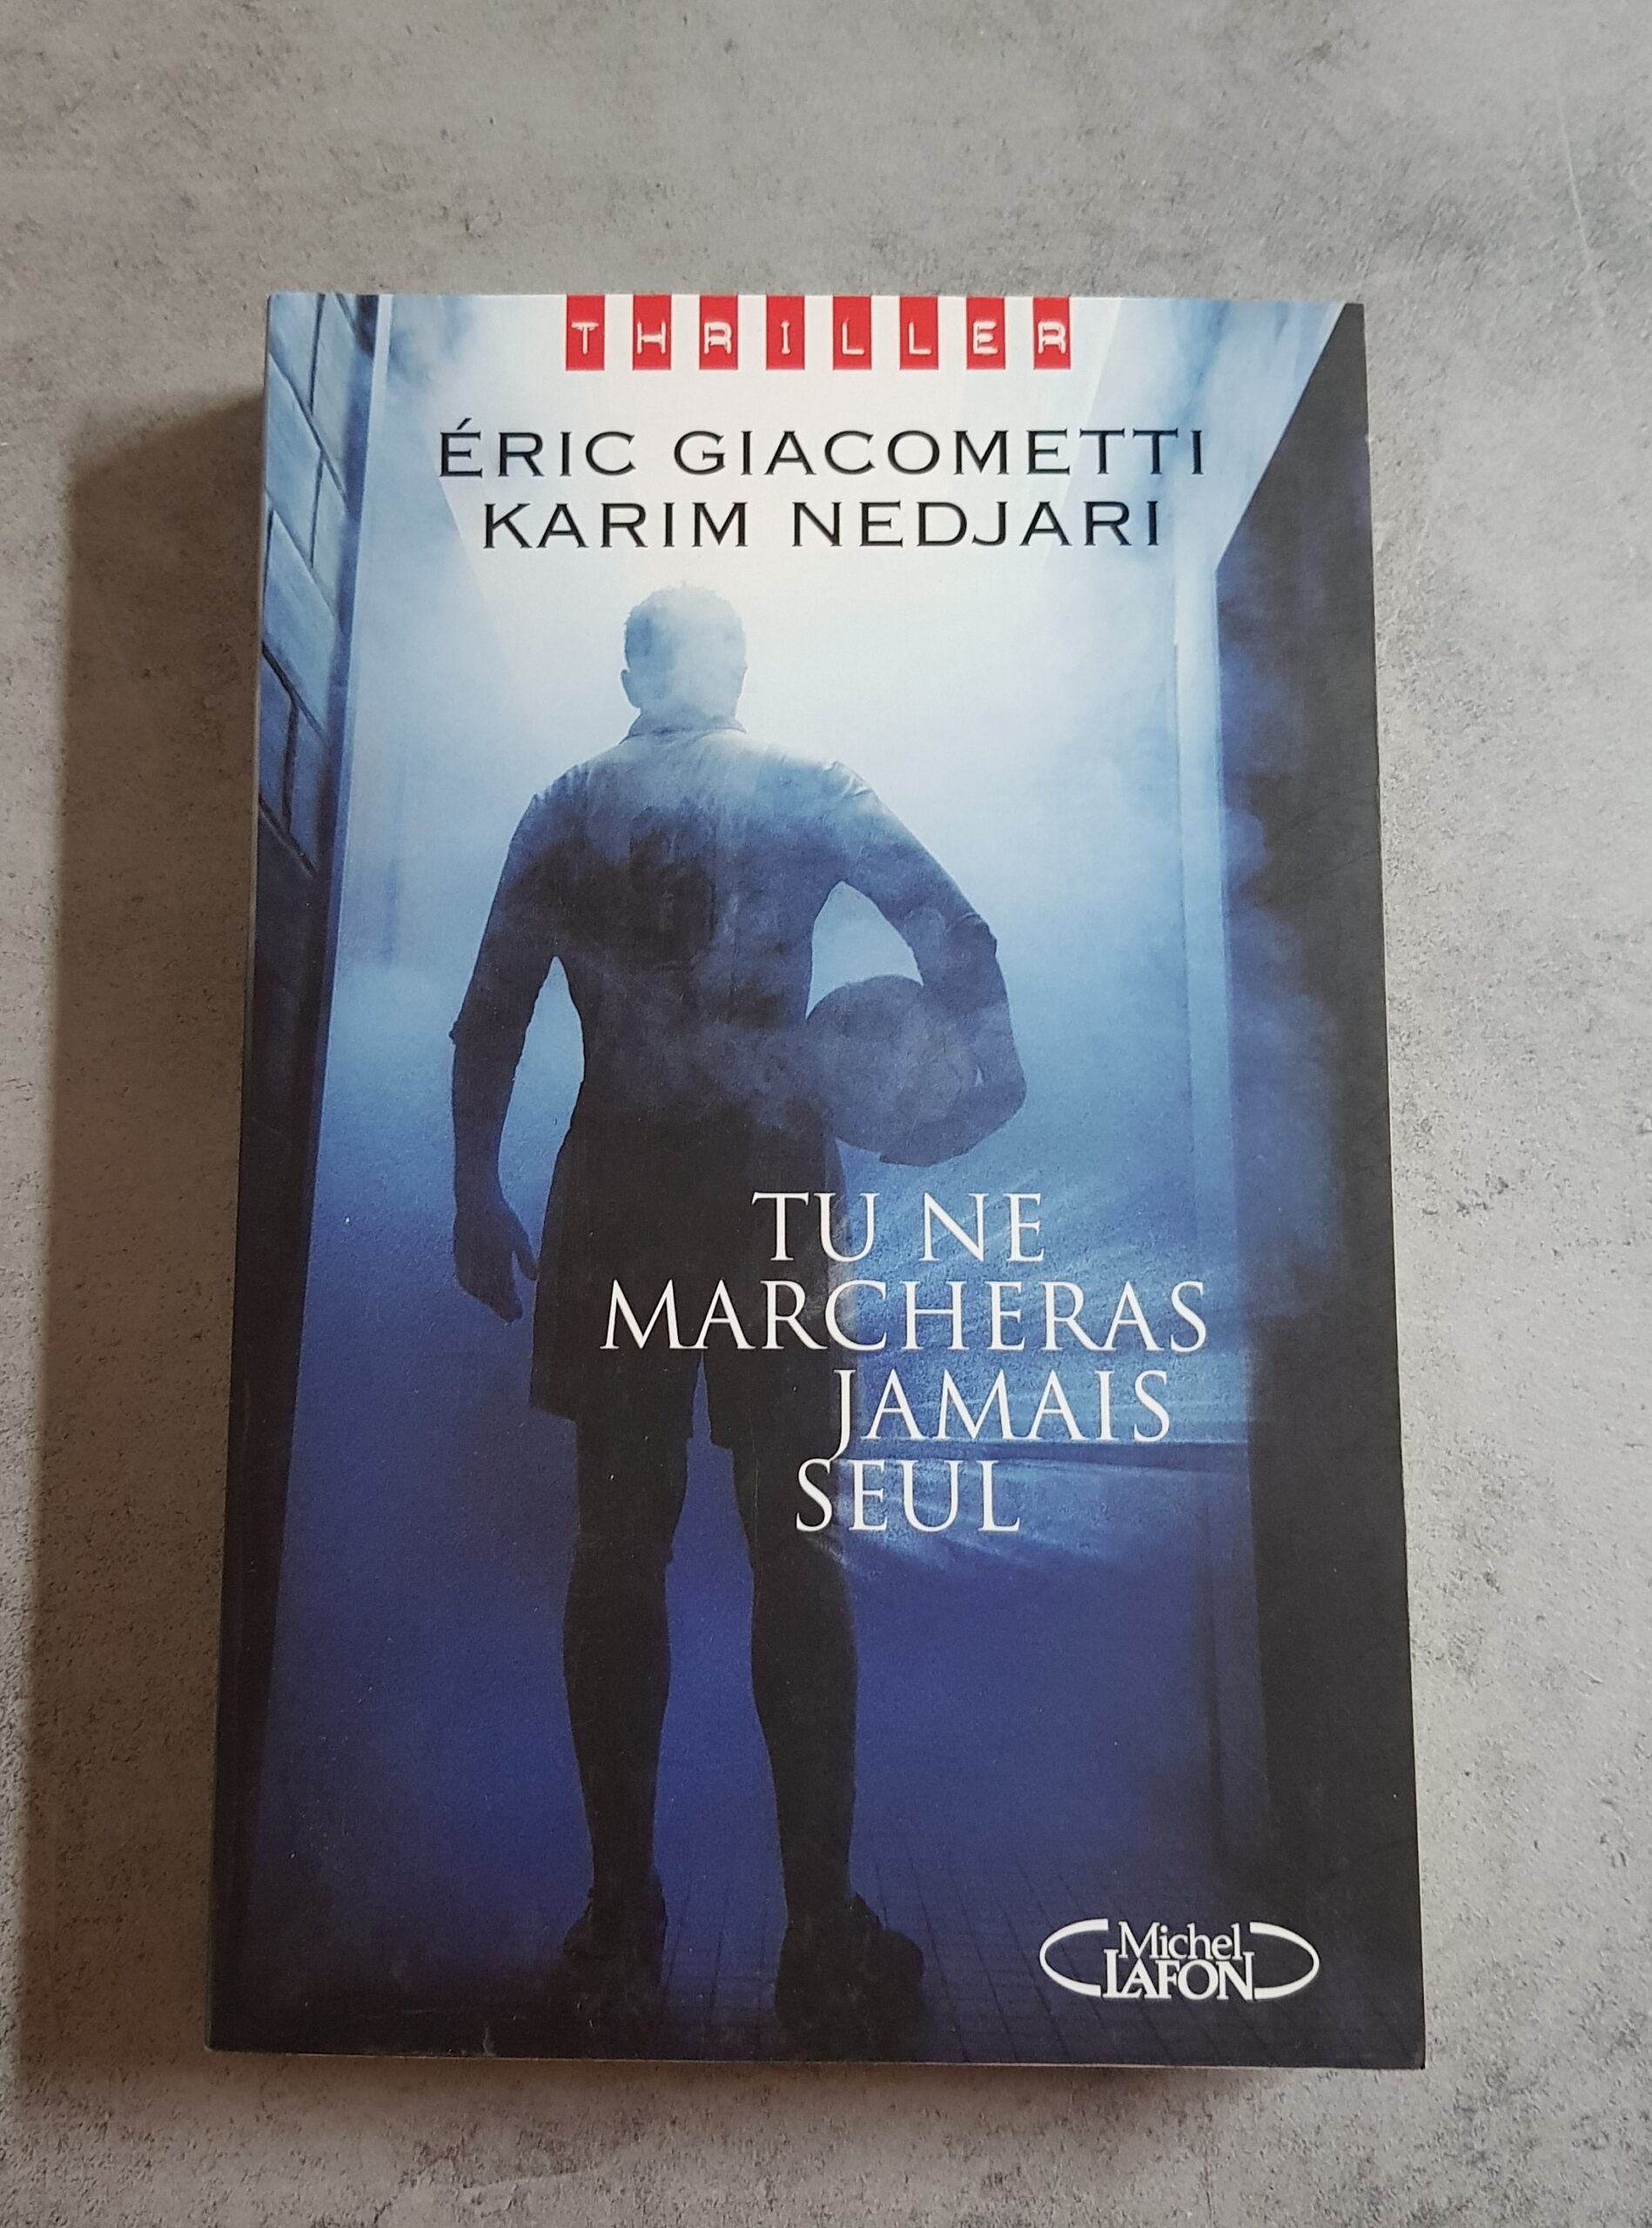 THRILLER
ÉRIC GIACOMETTI
KARIM NEDJARI
TU NE
MARCHERAS
JAMAIS
SEUL
Michel
LAFON